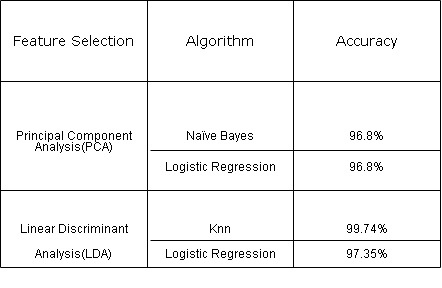 Feature Selection Algorithm Accuracy
Principal Component Analysis(PCA) Naïve Bayes 96.8%
Logistic Regression 96.8%
Linear Discriminant Knn 99.74%
Analysis(LDA) Logistic Regression 97.35%